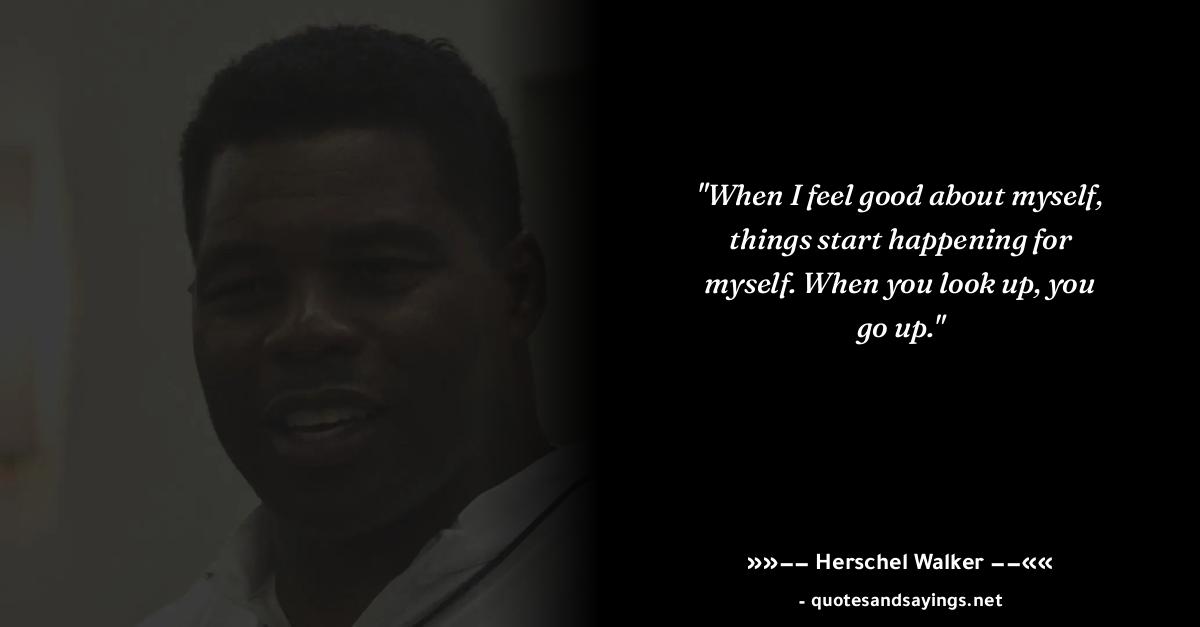 "When I feel good about myself,
things start happening for
myself. When you look up, you
go up."
»»−− Herschel Walker −−««
- quotesandsayings.net